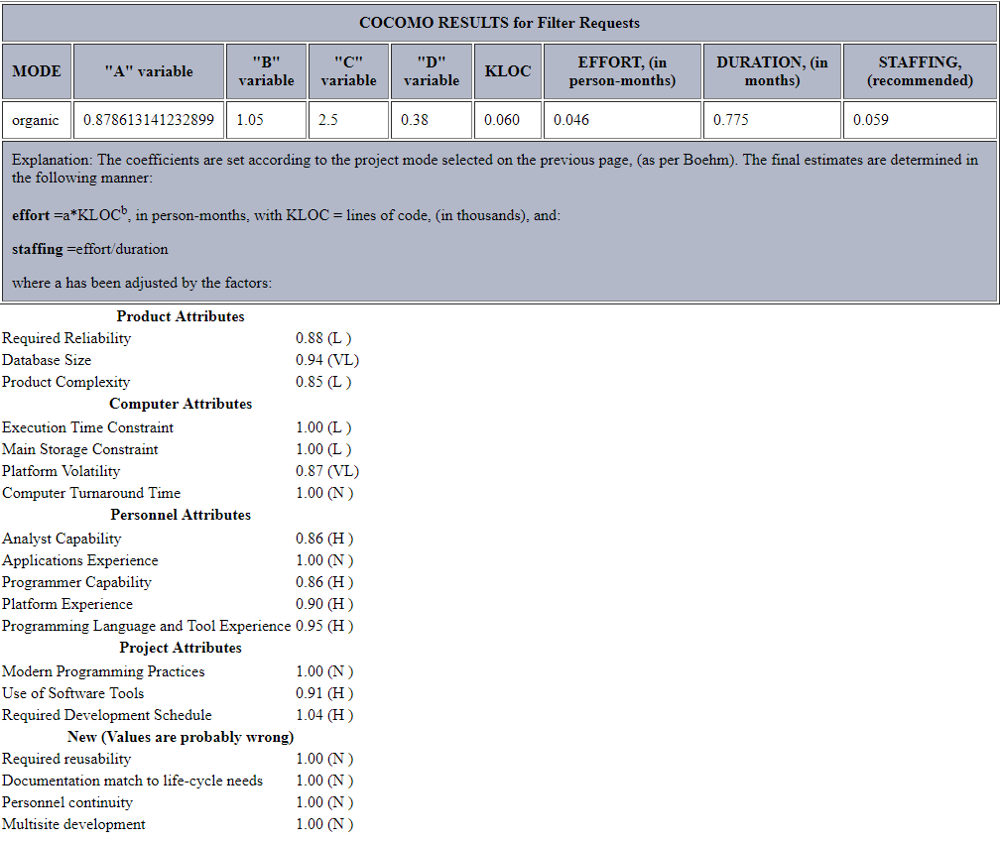 COCOMO RESULTS for Filter Requests
MODE "A" variable "B" variable "C" variable "D" variable KLOC EFFORT, (in person-months) DURATION, (in months) STAFFING, (recommended)
organic 0.878613141232899 1.05 2.5 0.38 0.060 0.046 0.775 0.059
Explanation: The coefficients are set according to the project mode selected on the previous page, (as per Boehm). The final estimates are determined in
the following manner:
effort =a*KLOCᵇ, in person-months, with KLOC = lines of code, (in thousands), and:
staffing =effort/duration
where a has been adjusted by the factors:
Product Attributes
Required Reliability 0.88 (L )
Database Size 0.94 (VL)
Product Complexity 0.85 (L )
Computer Attributes
Execution Time Constraint 1.00 (L )
Main Storage Constraint 1.00 (L )
Platform Volatility 0.87 (VL)
Computer Turnaround Time 1.00 (N )
Personnel Attributes
Analyst Capability 0.86 (H )
Applications Experience 1.00 (N )
Programmer Capability 0.86 (H )
Platform Experience 0.90 (H )
Programming Language and Tool Experience 0.95 (H )
Project Attributes
Modern Programming Practices 1.00 (N )
Use of Software Tools 0.91 (H )
Required Development Schedule 1.04 (H )
New (Values are probably wrong)
Required reusability 1.00 (N )
Documentation match to life-cycle needs 1.00 (N )
Personnel continuity 1.00 (N )
Multisite development 1.00 (N )